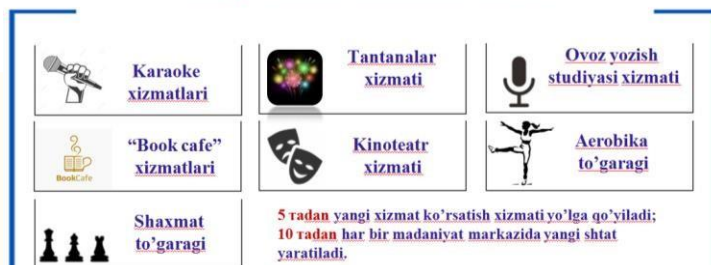 Karaoke
xizmatlari
Tantanalar
xizmati
Ovoz yozish
studiyasi xizmati
“Book cafe”
xizmatlari
BookCafe
Kinoteatr
xizmati
Aerobika
to’garagi
Shaxmat
to’garagi
5 тadan yangi xizmat ko’rsatish xizmati yo’lga qo’yiladi;
10 тadan har bir madaniyat markazida yangi shtat
yaratiladi.